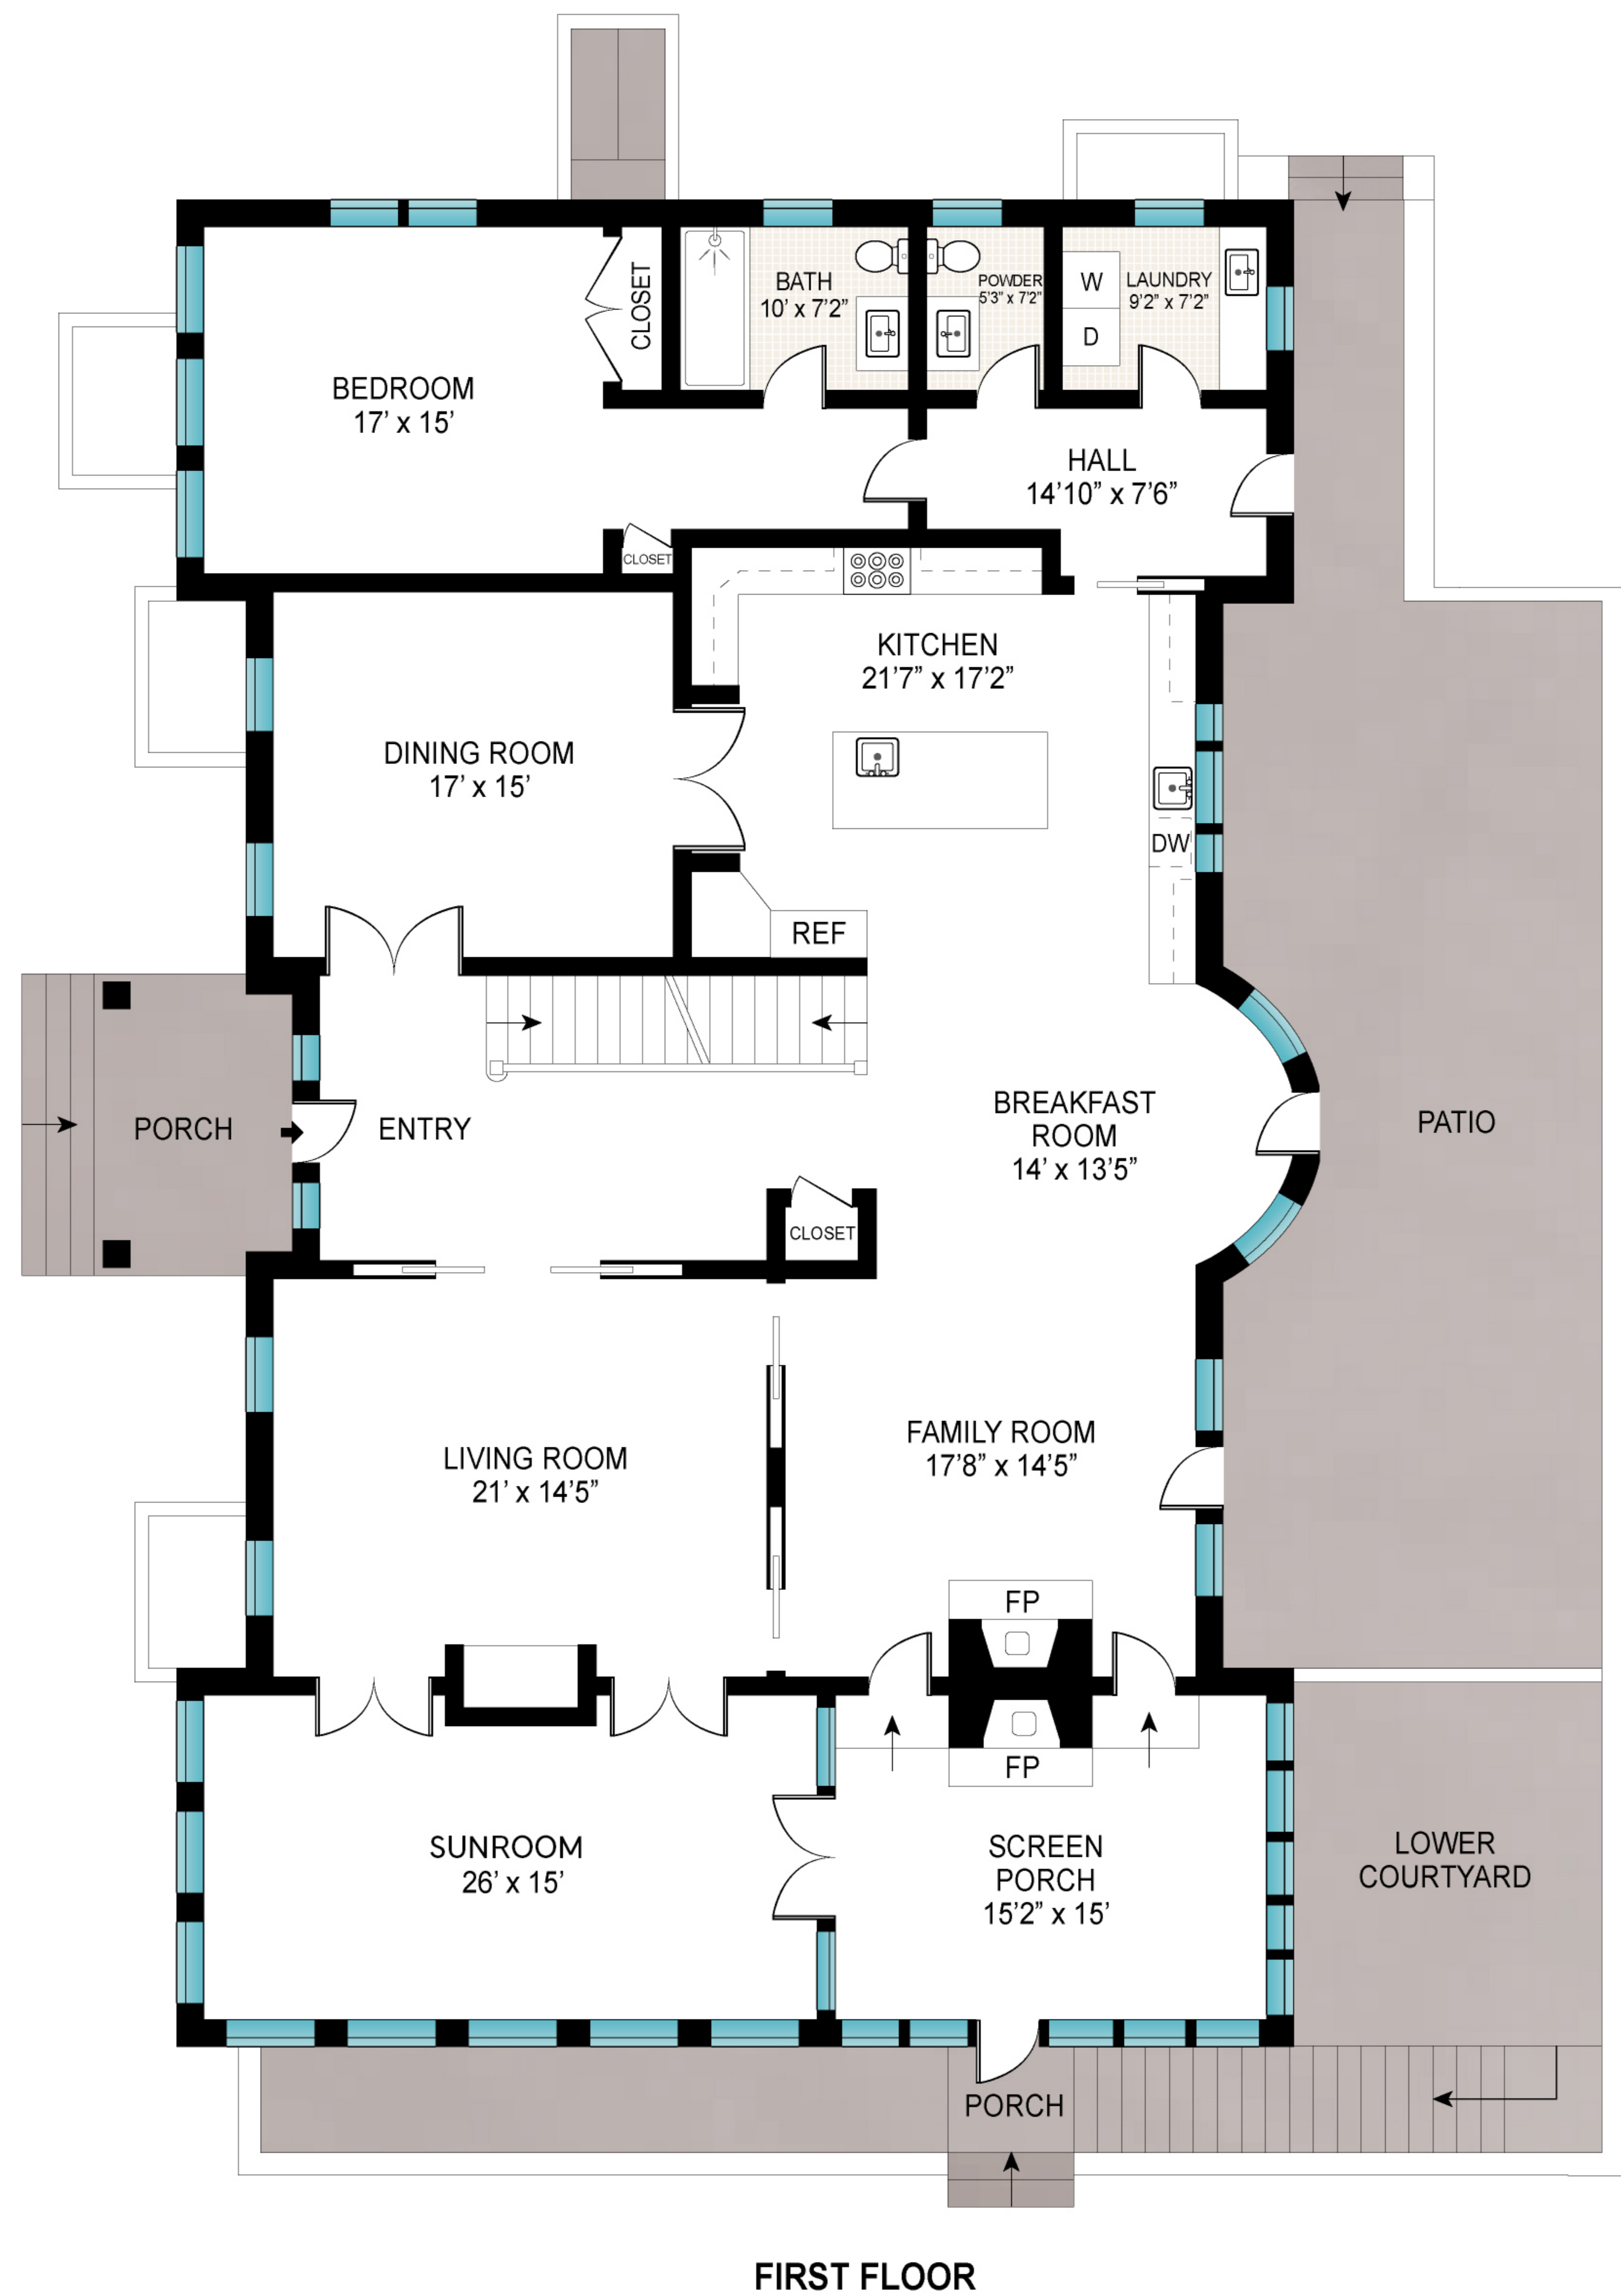 BATH
10’ x 7’2”
POWDER
5’3” x 7’2”
W
D
LAUNDRY
9’2” x 7’2”
CLOSET
BEDROOM
17’ x 15’
HALL
14’10” x 7’6”
CLOSET
KITCHEN
21’7” x 17’2”
DINING ROOM
17’ x 15’
DW
REF
PORCH
ENTRY
BREAKFAST
ROOM
14’ x 13’5”
PATIO
CLOSET
LIVING ROOM
21’ x 14’5”
FAMILY ROOM
17’8” x 14’5”
FP
FP
SUNROOM
26’ x 15’
SCREEN
PORCH
15’2” x 15’
LOWER
COURTYARD
PORCH
FIRST FLOOR